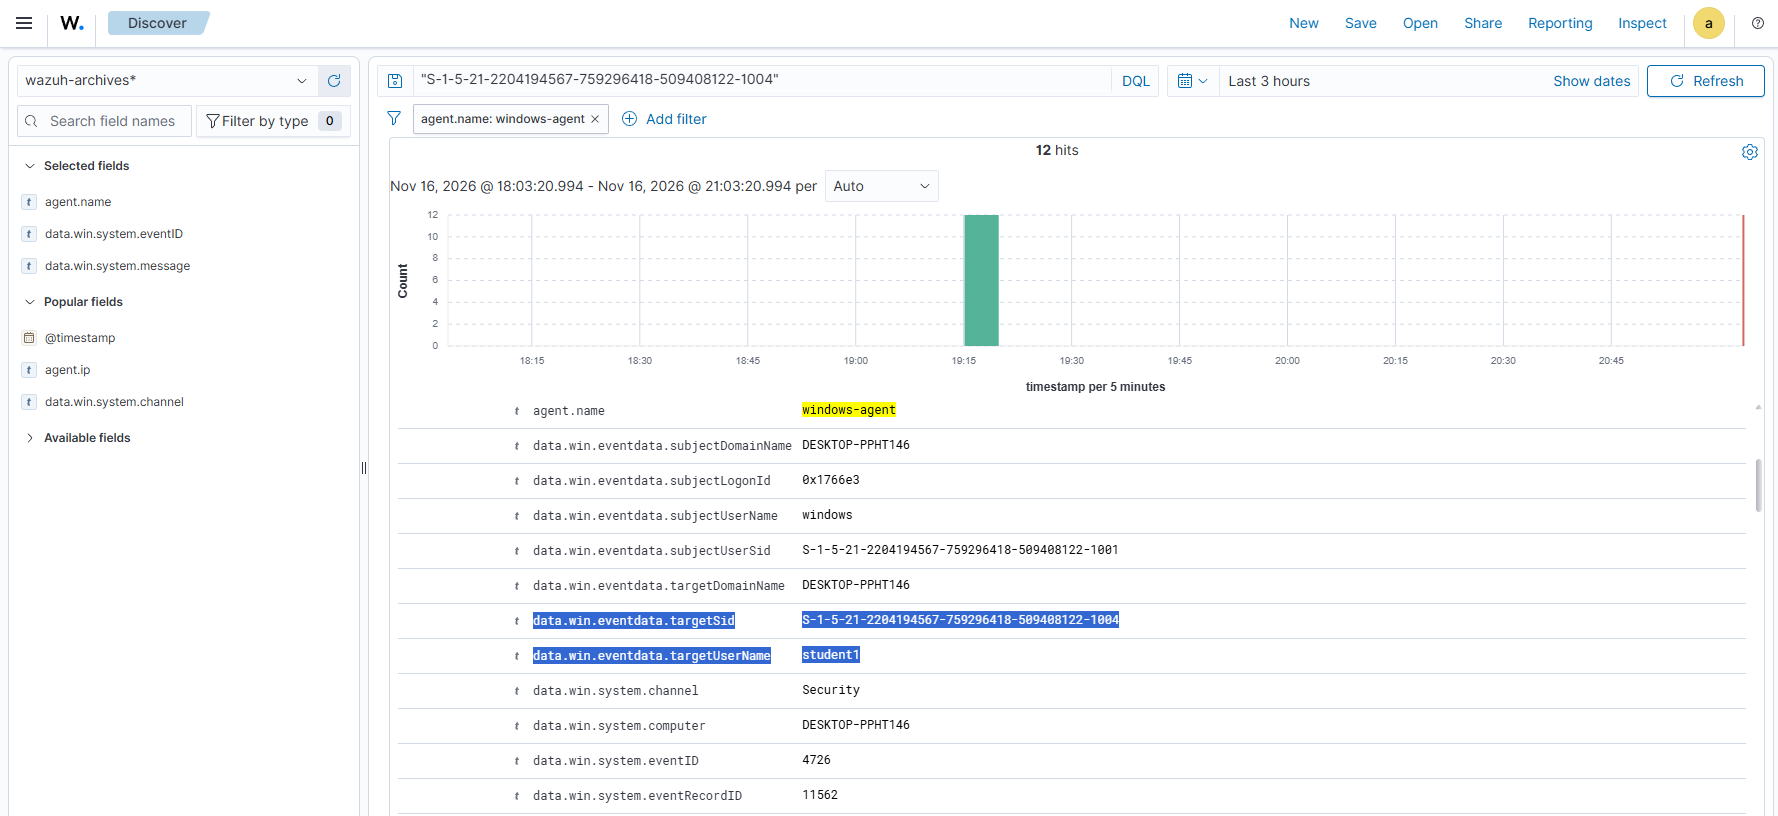 W.
Discover
New Save Open Share Reporting Inspect a
wazuh-archives*
"S-1-5-21-2204194567-759296418-509408122-1004"
DQL
Last 3 hours
Show dates
Refresh
Search field names
Filter by type 0
agent.name: windows-agent ×
Add filter
Selected fields
t agent.name
t data.win.system.eventID
t data.win.system.message
Popular fields
@timestamp
t agent.ip
t data.win.system.channel
Available fields
12 hits
Nov 16, 2026 @ 18:03:20.994 - Nov 16, 2026 @ 21:03:20.994 per
Auto
Count
12
10
8
6
4
2
0
18:15 18:30 18:45 19:00 19:15 19:30 19:45 20:00 20:15 20:30 20:45
timestamp per 5 minutes
t agent.name windows-agent
t data.win.eventdata.subjectDomainName DESKTOP-PPHT146
t data.win.eventdata.subjectLogonId 0x1766e3
t data.win.eventdata.subjectUserName windows
t data.win.eventdata.subjectUserSid S-1-5-21-2204194567-759296418-509408122-1001
t data.win.eventdata.targetDomainName DESKTOP-PPHT146
t data.win.eventdata.targetSid S-1-5-21-2204194567-759296418-509408122-1004
t data.win.eventdata.targetUserName student1
t data.win.system.channel Security
t data.win.system.computer DESKTOP-PPHT146
t data.win.system.eventID 4726
t data.win.system.eventRecordID 11562